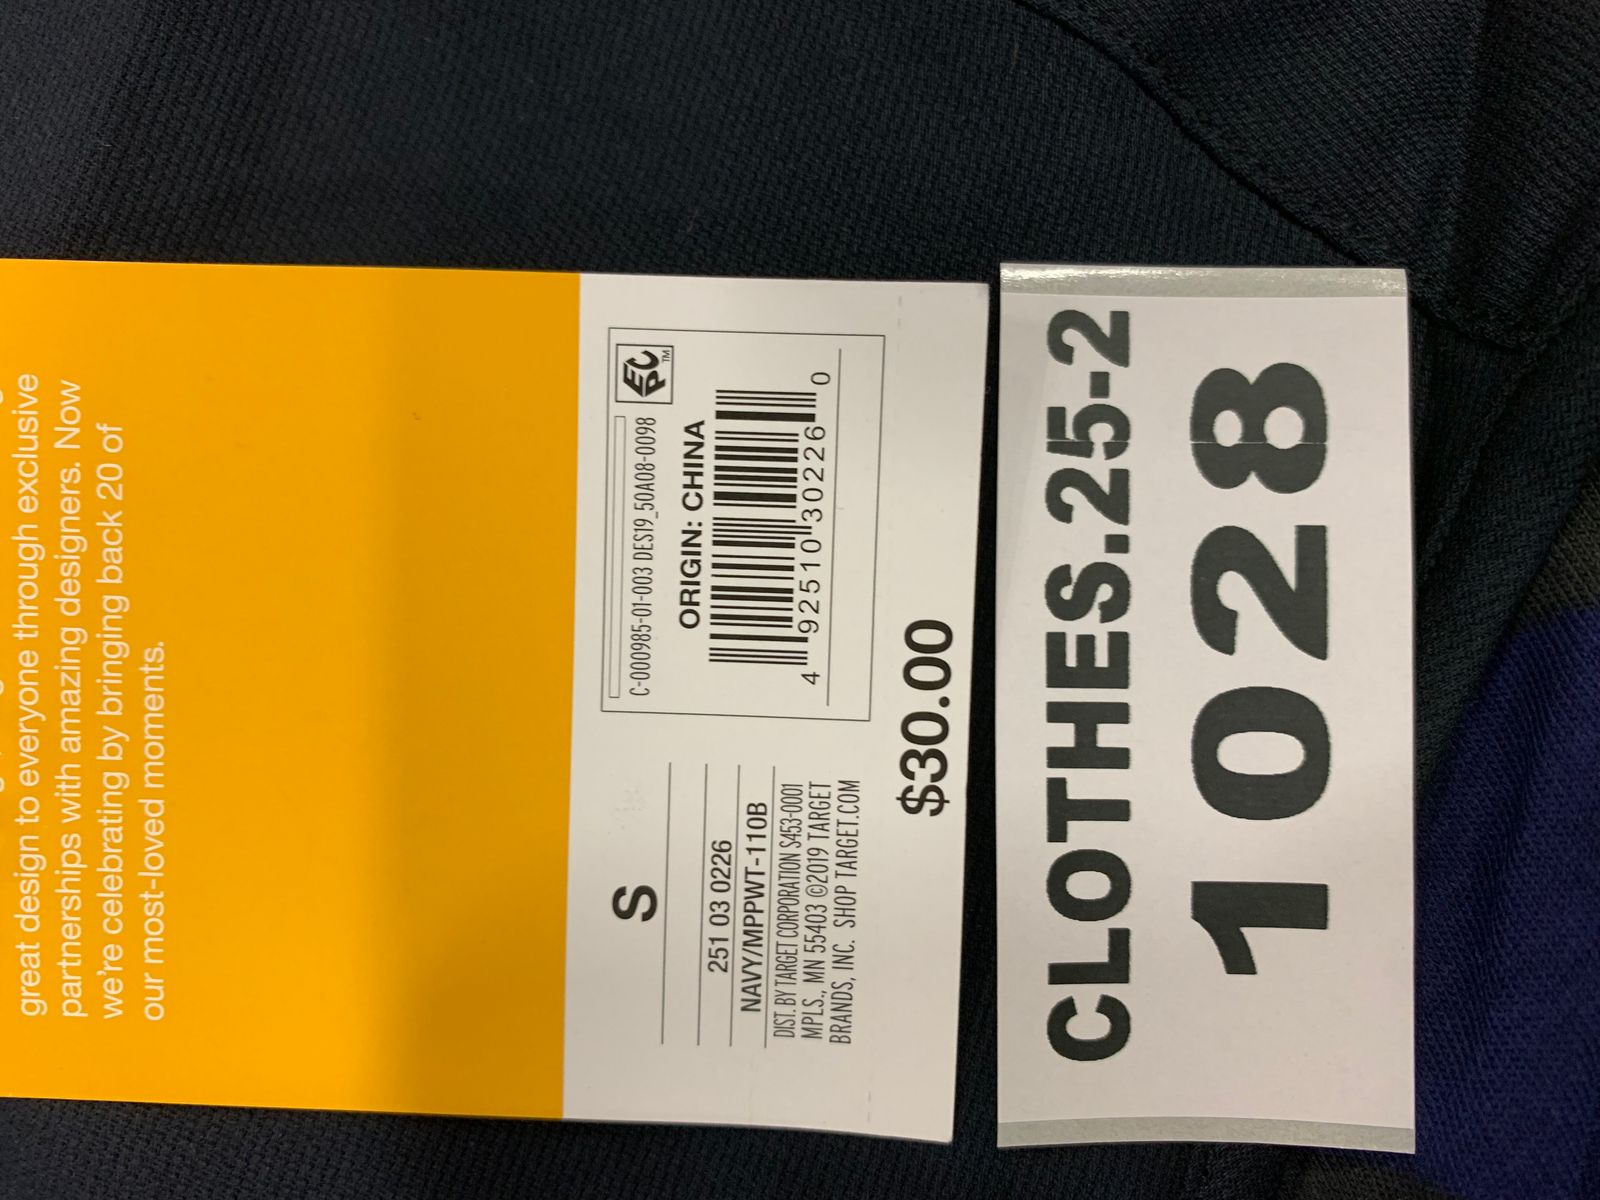 great design to everyone through exclusive
partnerships with amazing designers. Now
we're celebrating by bringing back 20 of
our most-loved moments.
S
251 03 0226
NAVY/MPPWT-110B
DIST. BY TARGET CORPORATION S453-0001
MPLS., MN 55403 ©2019 TARGET
BRANDS, INC. SHOP TARGET.COM
EPC™
C-000985-01-003 DES19_50A08-0098
ORIGIN: CHINA
4 92510 30226 0
$30.00
CLOTHES.25-2
1028